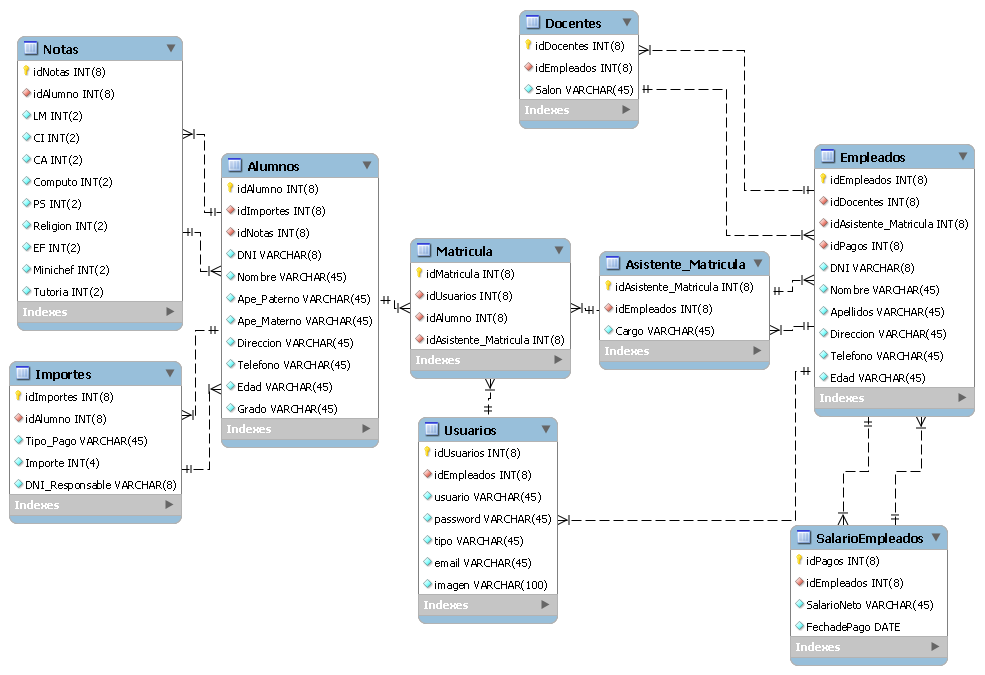 Notas
idNotas INT(8)
idAlumno INT(8)
LM INT(2)
CI INT(2)
CA INT(2)
Computo INT(2)
PS INT(2)
Religion INT(2)
EF INT(2)
Minichef INT(2)
Tutoria INT(2)
Indexes
Importes
idImportes INT(8)
idAlumno INT(8)
Tipo_Pago VARCHAR(45)
Importe INT(4)
DNI_Responsable VARCHAR(8)
Indexes
Alumnos
idAlumno INT(8)
idImportes INT(8)
idNotas INT(8)
DNI VARCHAR(8)
Nombre VARCHAR(45)
Ape_Paterno VARCHAR(45)
Ape_Materno VARCHAR(45)
Direccion VARCHAR(45)
Telefono VARCHAR(45)
Edad VARCHAR(45)
Grado VARCHAR(45)
Indexes
Matricula
idMatricula INT(8)
idUsuarios INT(8)
idAlumno INT(8)
idAsistente_Matricula INT(8)
Indexes
Usuarios
idUsuarios INT(8)
idEmpleados INT(8)
usuario VARCHAR(45)
password VARCHAR(45)
tipo VARCHAR(45)
email VARCHAR(45)
imagen VARCHAR(100)
Indexes
Docentes
idDocentes INT(8)
idEmpleados INT(8)
Salon VARCHAR(45)
Indexes
Asistente_Matricula
idAsistente_Matricula INT(8)
idEmpleados INT(8)
Cargo VARCHAR(45)
Indexes
Empleados
idEmpleados INT(8)
idDocentes INT(8)
idAsistente_Matricula INT(8)
idPagos INT(8)
DNI VARCHAR(8)
Nombre VARCHAR(45)
Apellidos VARCHAR(45)
Direccion VARCHAR(45)
Telefono VARCHAR(45)
Edad VARCHAR(45)
Indexes
SalarioEmpleados
idPagos INT(8)
idEmpleados INT(8)
SalarioNeto VARCHAR(45)
FechadePago DATE
Indexes